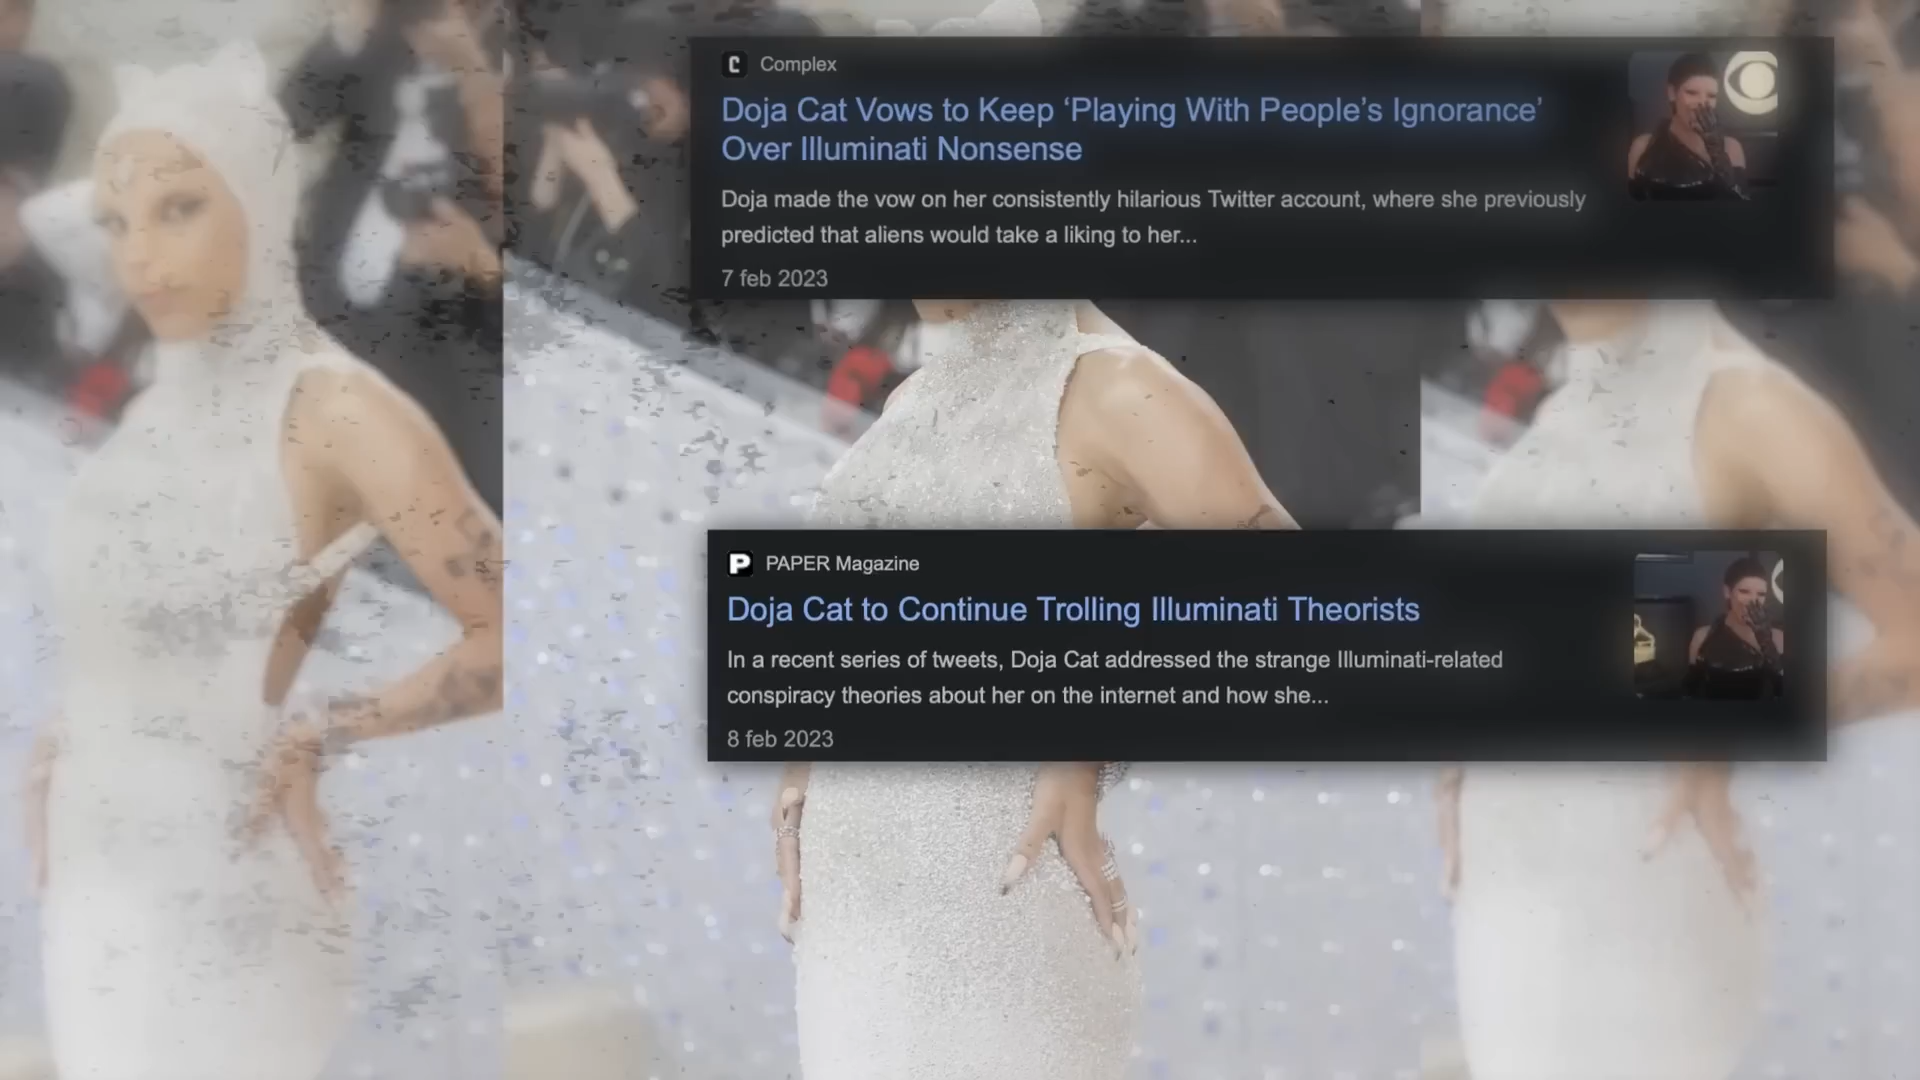 Complex
Doja Cat Vows to Keep ‘Playing With People’s Ignorance’
Over Illuminati Nonsense
Doja made the vow on her consistently hilarious Twitter account, where she previously
predicted that aliens would take a liking to her...
7 feb 2023
PAPER Magazine
Doja Cat to Continue Trolling Illuminati Theorists
In a recent series of tweets, Doja Cat addressed the strange Illuminati-related
conspiracy theories about her on the internet and how she...
8 feb 2023